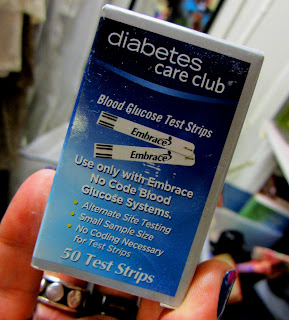 diabetes
care club
Blood Glucose Test Strips
Embrace
Embrace
Use only with Embrace
No Code Blood
Glucose Systems.
Alternate Site Testing
Small Sample Size
No Coding Necessary
for Test Strips
50 Test Strips